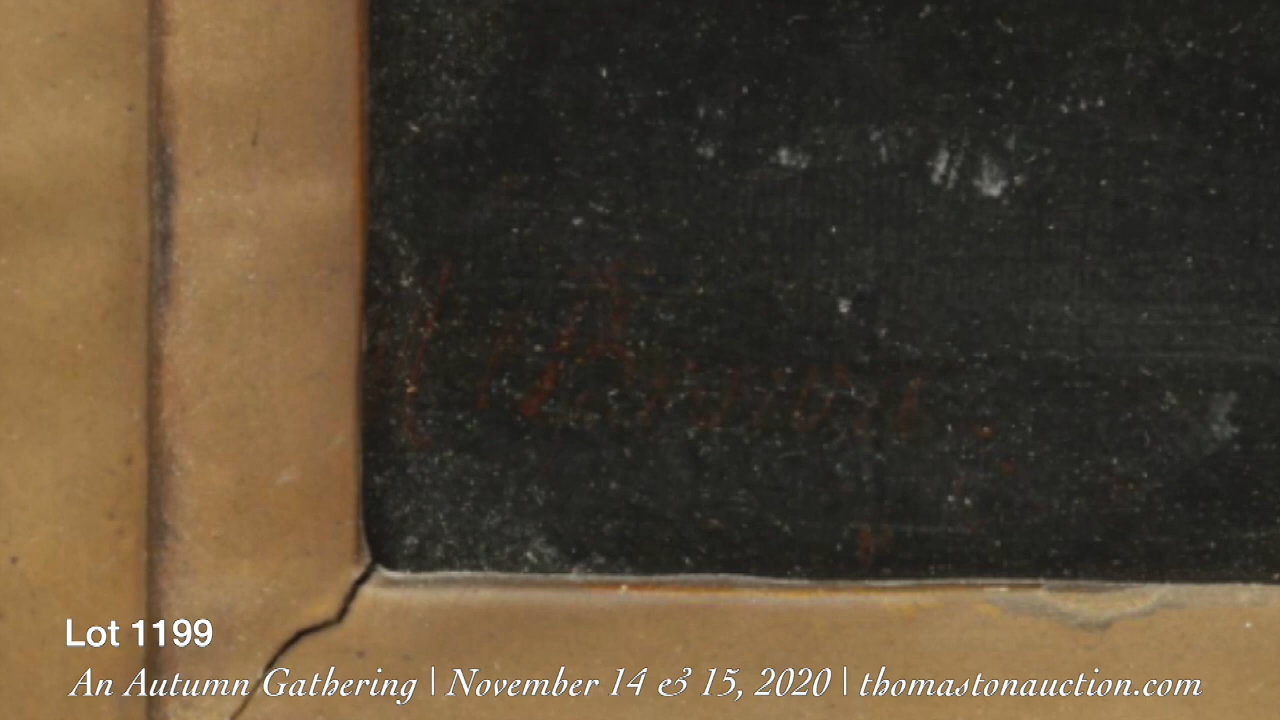 Lot 1199
An Autumn Gathering | November 14 & 15, 2020 | thomastonauction.com